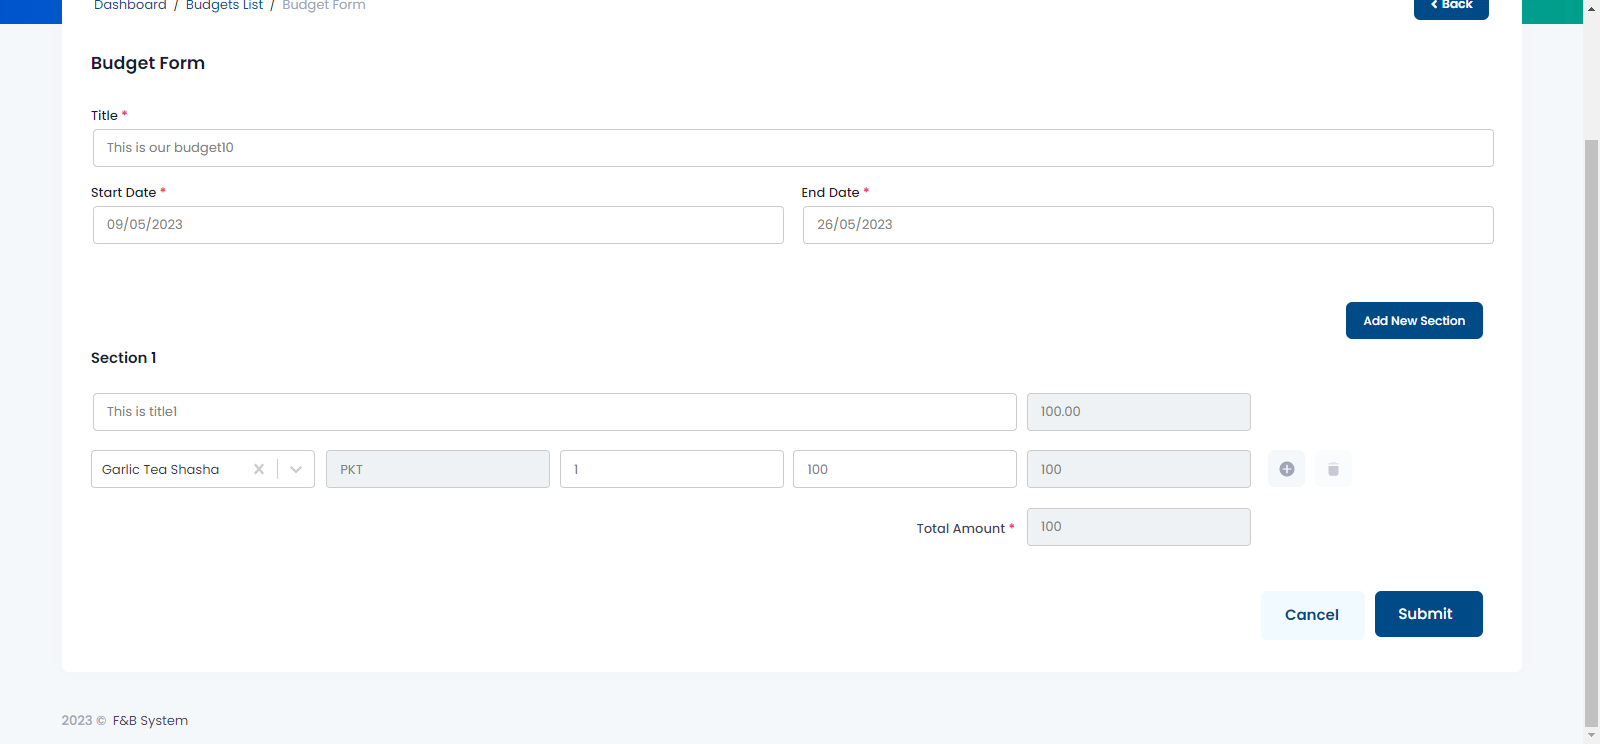 Dashboard / Budgets List / Budget Form
Back
Budget Form
Title *
This is our budget10
Start Date *
End Date *
09/05/2023
26/05/2023
Add New Section
Section 1
This is title1
100.00
Garlic Tea Shasha
PKT
1
100
100
Total Amount *
100
Cancel
Submit
2023 © F&B System